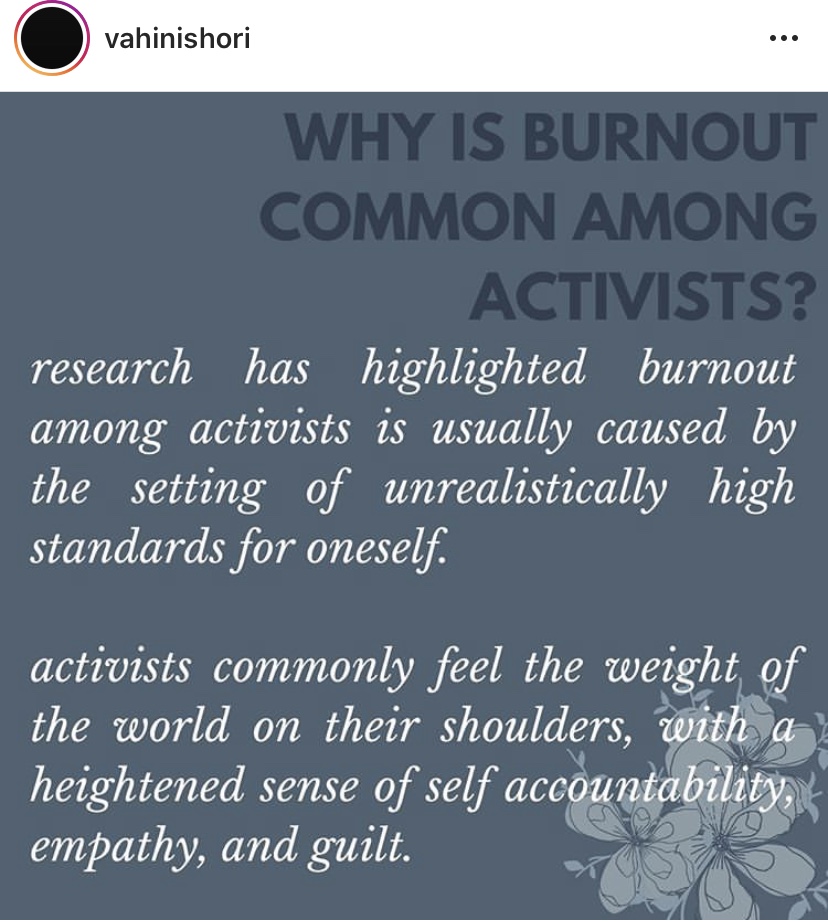 vahinishori
WHY IS BURNOUT
COMMON AMONG
ACTIVISTS?
research has highlighted burnout
among activists is usually caused by
the setting of unrealistically high
standards for oneself.
activists commonly feel the weight of
the world on their shoulders, with a
heightened sense of self accountability,
empathy, and guilt.